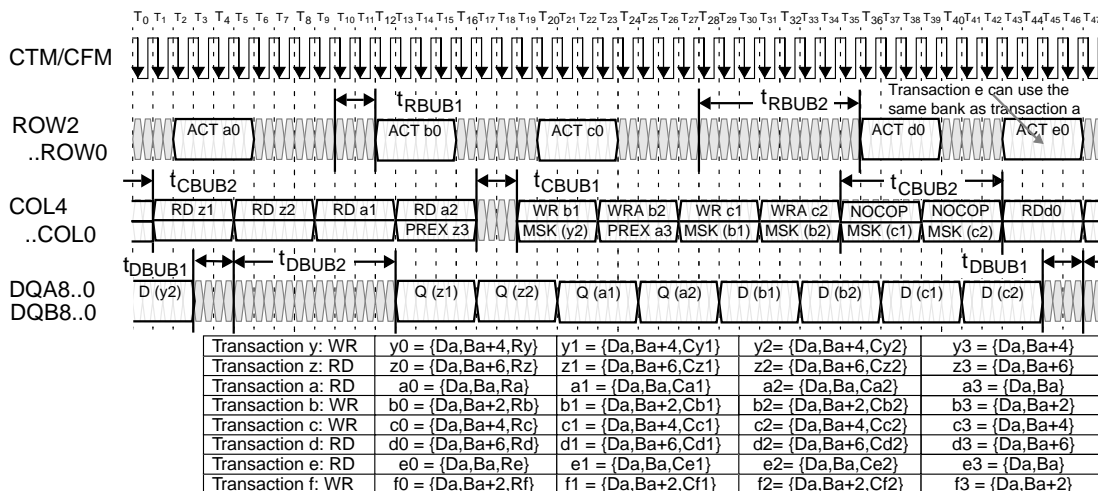 T0 T1 T2 T3 T4 T5 T6 T7 T8 T9 T10 T11 T12 T13 T14 T15 T16 T17 T18 T19 T20 T21 T22 T23 T24 T25 T26 T27 T28 T29 T30 T31 T32 T33 T34 T35 T36 T37 T38 T39 T40 T41 T42 T43 T44 T45 T46 T47
CTM/CFM
Transaction e can use the
same bank as transaction a
tRBUB1 tRBUB2
ROW2
..ROW0
ACT a0 ACT b0 ACT c0 ACT d0 ACT e0
tCBUB2 tCBUB1 tCBUB2
COL4
..COL0
RD z1 RD z2 RD a1 RD a2 WR b1 WRA b2 WR c1 WRA c2 NOCOP NOCOP RDd0
PREX z3 MSK (y2) PREX a3 MSK (b1) MSK (b2) MSK (c1) MSK (c2)
tDBUB1 tDBUB2 tDBUB1
DQA8..0
DQB8..0
D (y2) Q (z1) Q (z2) Q (a1) Q (a2) D (b1) D (b2) D (c1) D (c2)
Transaction y: WR y0 = {Da,Ba+4,Ry} y1 = {Da,Ba+4,Cy1} y2= {Da,Ba+4,Cy2} y3 = {Da,Ba+4}
Transaction z: RD z0 = {Da,Ba+6,Rz} z1 = {Da,Ba+6,Cz1} z2= {Da,Ba+6,Cz2} z3 = {Da,Ba+6}
Transaction a: RD a0 = {Da,Ba,Ra} a1 = {Da,Ba,Ca1} a2= {Da,Ba,Ca2} a3 = {Da,Ba}
Transaction b: WR b0 = {Da,Ba+2,Rb} b1 = {Da,Ba+2,Cb1} b2= {Da,Ba+2,Cb2} b3 = {Da,Ba+2}
Transaction c: WR c0 = {Da,Ba+4,Rc} c1 = {Da,Ba+4,Cc1} c2= {Da,Ba+4,Cc2} c3 = {Da,Ba+4}
Transaction d: RD d0 = {Da,Ba+6,Rd} d1 = {Da,Ba+6,Cd1} d2= {Da,Ba+6,Cd2} d3 = {Da,Ba+6}
Transaction e: RD e0 = {Da,Ba,Re} e1 = {Da,Ba,Ce1} e2= {Da,Ba,Ce2} e3 = {Da,Ba}
Transaction f: WR f0 = {Da,Ba+2,Rf} f1 = {Da,Ba+2,Cf1} f2= {Da,Ba+2,Cf2} f3 = {Da,Ba+2}